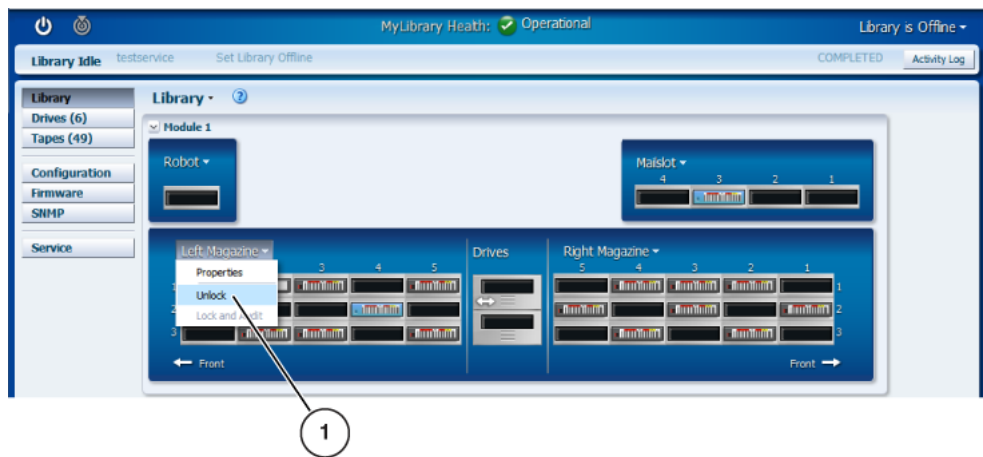 MyLibrary Heath: Operational
Library is Offline
Library Idle testservice Set Library Offline COMPLETED Activity Log
Library
Drives (6)
Tapes (49)
Configuration
Firmware
SNMP
Service
Library ?
Module 1
Robot
Mailslot
4 3 2 1
Left Magazine
Drives
Right Magazine
3 4 5
5 4 3 2 1
Properties
Unlock
Lock and Audit
1 1
2 2
3 3
Front
Front
1